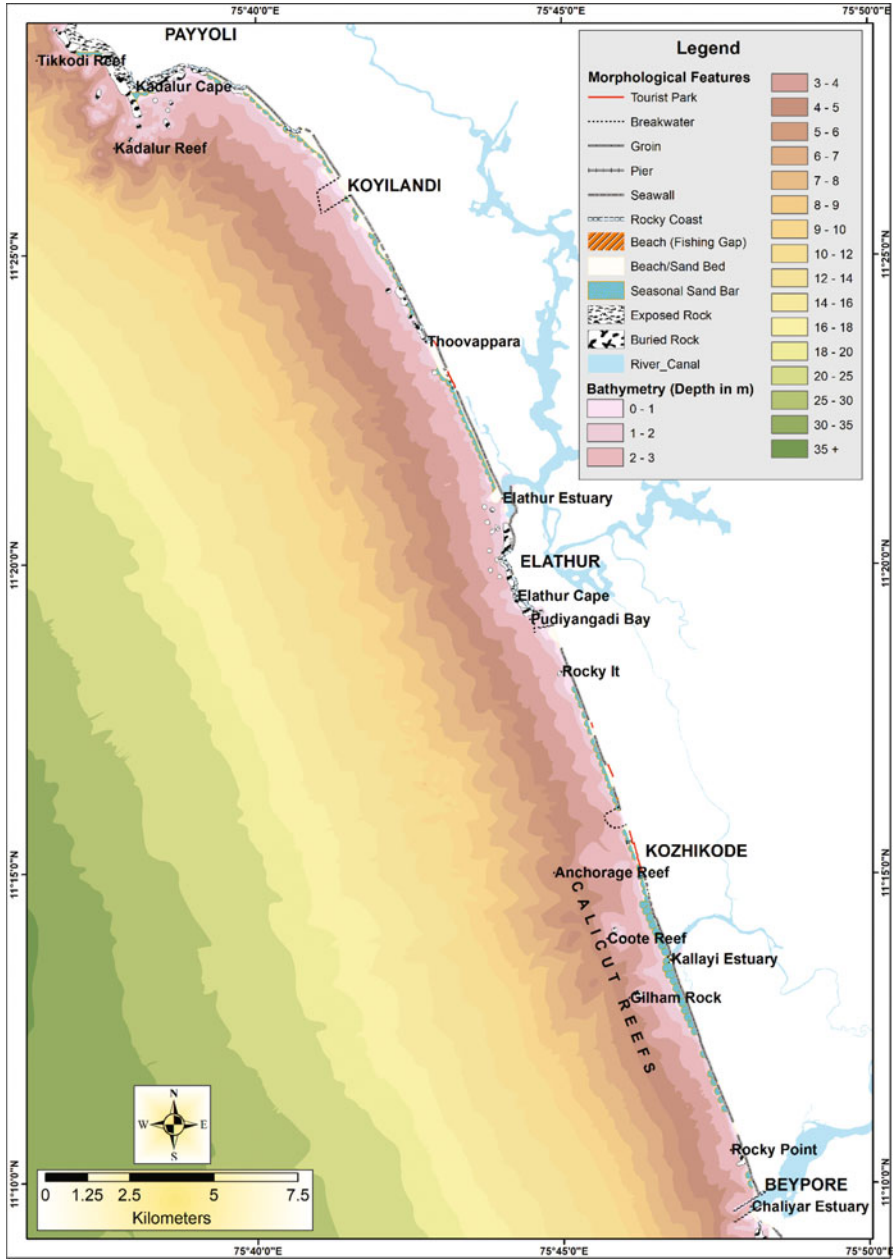 75°40'0"E
75°45'0"E
75°50'0"E
PAYYOLI
Tikkodi Reef
Kadalur Cape
Kadalur Reef
KOYILANDI
11°25'0"N
11°25'0"N
Thoovappara
Elathur Estuary
11°20'0"N
ELATHUR
11°20'0"N
Elathur Cape
Pudiyangadi Bay
Rocky It
KOZHIKODE
11°15'0"N
Anchorage Reef
11°15'0"N
CALICUT REEFS
Coote Reef
Kallayi Estuary
Gilham Rock
Rocky Point
11°10'0"N
BEYPORE
11°10'0"N
Chaliyar Estuary
75°40'0"E
75°45'0"E
75°50'0"E
Legend
Morphological Features
Tourist Park
Breakwater
Groin
Pier
Seawall
Rocky Coast
Beach (Fishing Gap)
Beach/Sand Bed
Seasonal Sand Bar
Exposed Rock
Buried Rock
River_Canal
Bathymetry (Depth in m)
0 - 1
1 - 2
2 - 3
3 - 4
4 - 5
5 - 6
6 - 7
7 - 8
8 - 9
9 - 10
10 - 12
12 - 14
14 - 16
16 - 18
18 - 20
20 - 25
25 - 30
30 - 35
35 +
N
W E
S
0 1.25 2.5 5 7.5
Kilometers